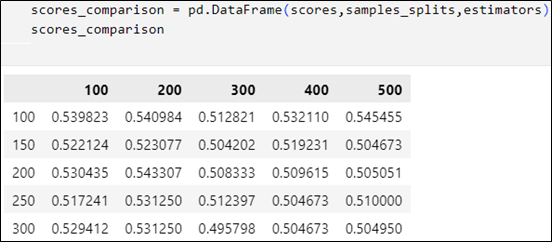 scores_comparison = pd.DataFrame(scores,samples_splits,estimators)
scores_comparison
100 200 300 400 500
100 0.539823 0.540984 0.512821 0.532110 0.545455
150 0.522124 0.523077 0.504202 0.519231 0.504673
200 0.530435 0.543307 0.508333 0.509615 0.505051
250 0.517241 0.531250 0.512397 0.504673 0.510000
300 0.529412 0.531250 0.495798 0.504673 0.504950